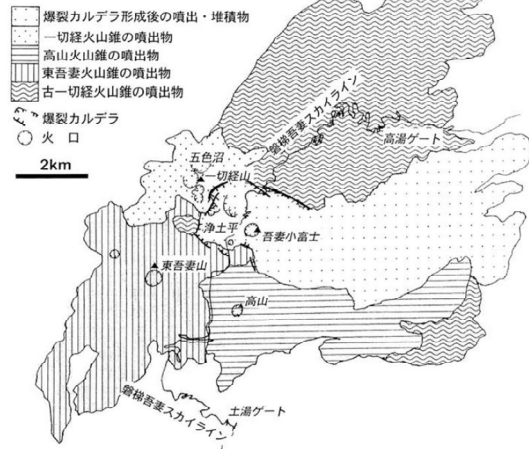 爆裂カルデラ形成後の噴出・堆積物
一切経火山錐の噴出物
高山火山錐の噴出物
東吾妻火山錐の噴出物
古一切経火山錐の噴出物
爆裂カルデラ
火 口
2km
磐梯吾妻スカイライン
高湯ゲート
五色沼
一切経山
浄土平
吾妻小富士
東吾妻山
高山
土湯ゲート
磐梯吾妻スカイライン